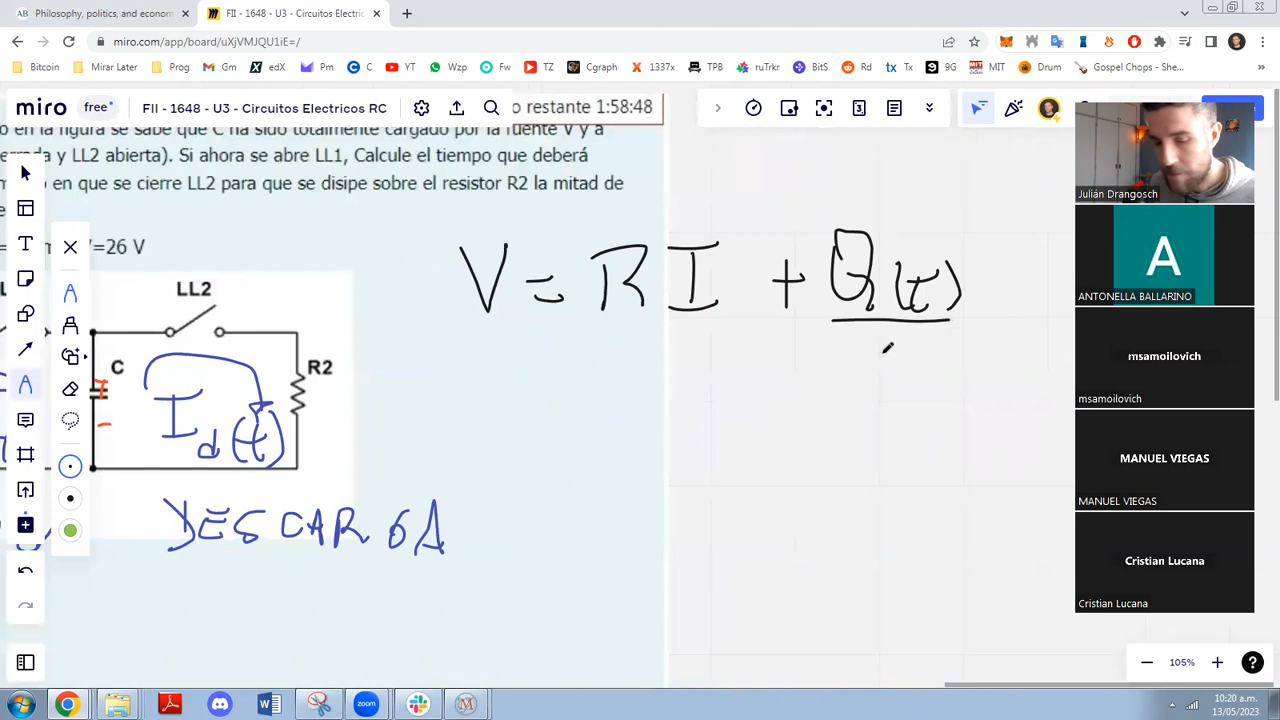 Philosophy, politics, and econom
FII - 1648 - U3 - Circuitos Electric
miro.com/app/board/uXjVMJQU1iE=/
Bitcoin
Mirar Later
Prog
Gm
edX
Pm
C
YT
Wzp
Fw
TZ
Cgraph
1337x
TPB
ruTrkr
Bit5
Rd
Tx
9G
MIT
Drum
Gospel Chops - She...
miro
free
FII - 1648 - U3 - Circuitos Electricos RC
o restante 1:58:48
o en la figura se sabe que C ha sido totalmente cargado por la fuente V y a
errada y LL2 abierta). Si ahora se abre LL1, Calcule el tiempo que deberá
en que se cierre LL2 para que se disipe sobre el resistor R2 la mitad de
V=26 V
V = R I + Q(t)
LL2
C
R2
I d (t)
DESCARGA
Julián Drangosch
A
ANTONELLA BALLARINO
msamoilovich
msamoilovich
MANUEL VIEGAS
MANUEL VIEGAS
Cristian Lucana
Cristian Lucana
105%
10:20 a.m.
13/05/2023